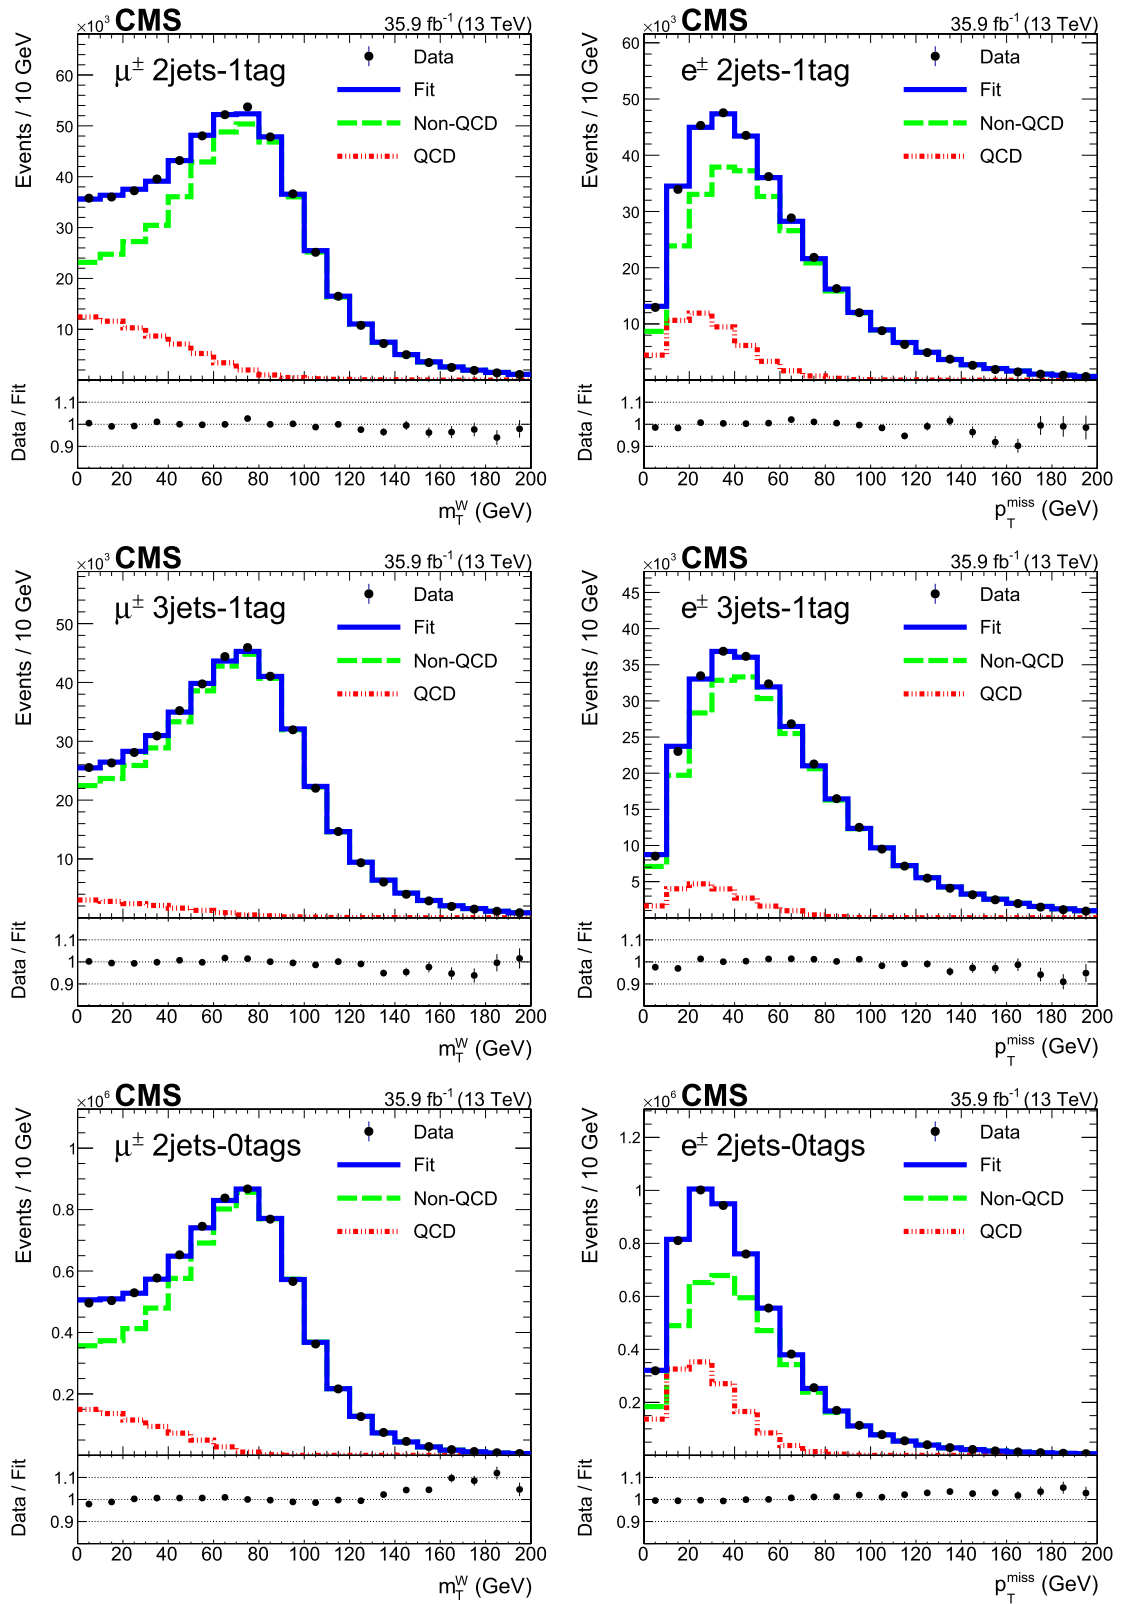 ×10³ CMS 35.9 fb⁻¹ (13 TeV)
Events / 10 GeV
μ± 2jets-1tag
Data
Fit
Non-QCD
QCD
60
50
40
30
20
10
Data / Fit
1.1
1
0.9
0 20 40 60 80 100 120 140 160 180 200
m_T^W (GeV)
×10³ CMS 35.9 fb⁻¹ (13 TeV)
Events / 10 GeV
e± 2jets-1tag
Data
Fit
Non-QCD
QCD
60
50
40
30
20
10
Data / Fit
1.1
1
0.9
0 20 40 60 80 100 120 140 160 180 200
p_T^miss (GeV)
×10³ CMS 35.9 fb⁻¹ (13 TeV)
Events / 10 GeV
μ± 3jets-1tag
Data
Fit
Non-QCD
QCD
50
40
30
20
10
Data / Fit
1.1
1
0.9
0 20 40 60 80 100 120 140 160 180 200
m_T^W (GeV)
×10³ CMS 35.9 fb⁻¹ (13 TeV)
Events / 10 GeV
e± 3jets-1tag
Data
Fit
Non-QCD
QCD
45
40
35
30
25
20
15
10
5
Data / Fit
1.1
1
0.9
0 20 40 60 80 100 120 140 160 180 200
p_T^miss (GeV)
×10⁶ CMS 35.9 fb⁻¹ (13 TeV)
Events / 10 GeV
μ± 2jets-0tags
Data
Fit
Non-QCD
QCD
1
0.8
0.6
0.4
0.2
Data / Fit
1.1
1
0.9
0 20 40 60 80 100 120 140 160 180 200
m_T^W (GeV)
×10⁶ CMS 35.9 fb⁻¹ (13 TeV)
Events / 10 GeV
e± 2jets-0tags
Data
Fit
Non-QCD
QCD
1.2
1
0.8
0.6
0.4
0.2
Data / Fit
1.1
1
0.9
0 20 40 60 80 100 120 140 160 180 200
p_T^miss (GeV)